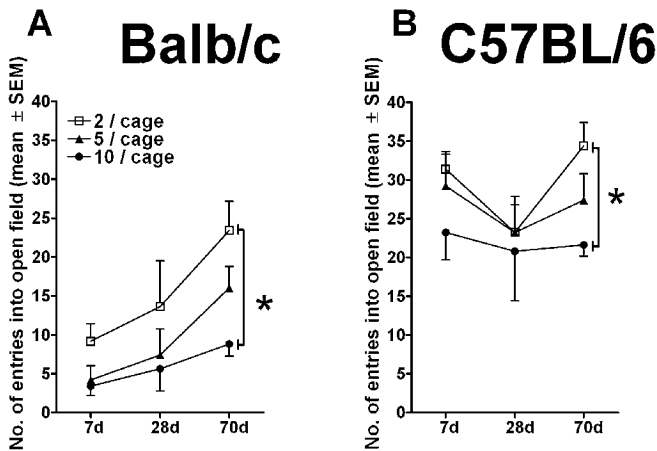 A
Balb/c
No. of entries into open field (mean ± SEM)
40
35
30
25
20
15
10
5
0
2 / cage
5 / cage
10 / cage
*
7d
28d
70d
B
C57BL/6
No. of entries into open field (mean ± SEM)
40
35
30
25
20
15
10
5
0
*
7d
28d
70d